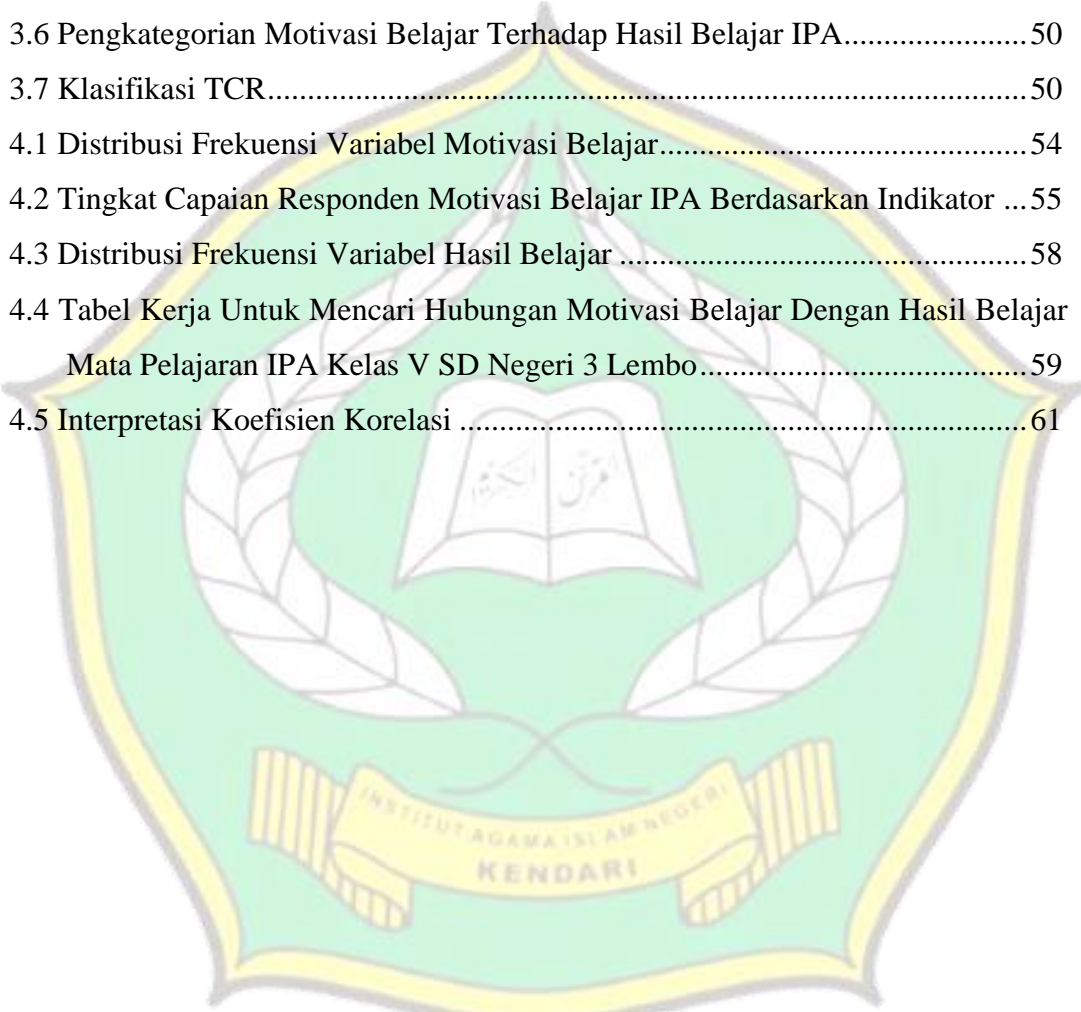 3.6 Pengkategorian Motivasi Belajar Terhadap Hasil Belajar IPA.......................50
3.7 Klasifikasi TCR.....................................................................................................50
4.1 Distribusi Frekuensi Variabel Motivasi Belajar................................................54
4.2 Tingkat Capaian Responden Motivasi Belajar IPA Berdasarkan Indikator ...55
4.3 Distribusi Frekuensi Variabel Hasil Belajar .....................................................58
4.4 Tabel Kerja Untuk Mencari Hubungan Motivasi Belajar Dengan Hasil Belajar
Mata Pelajaran IPA Kelas V SD Negeri 3 Lembo..........................................59
4.5 Interpretasi Koefisien Korelasi .........................................................................61
القرآن الكريم
INSTITUT AGAMA ISLAM NEGERI
KENDARI